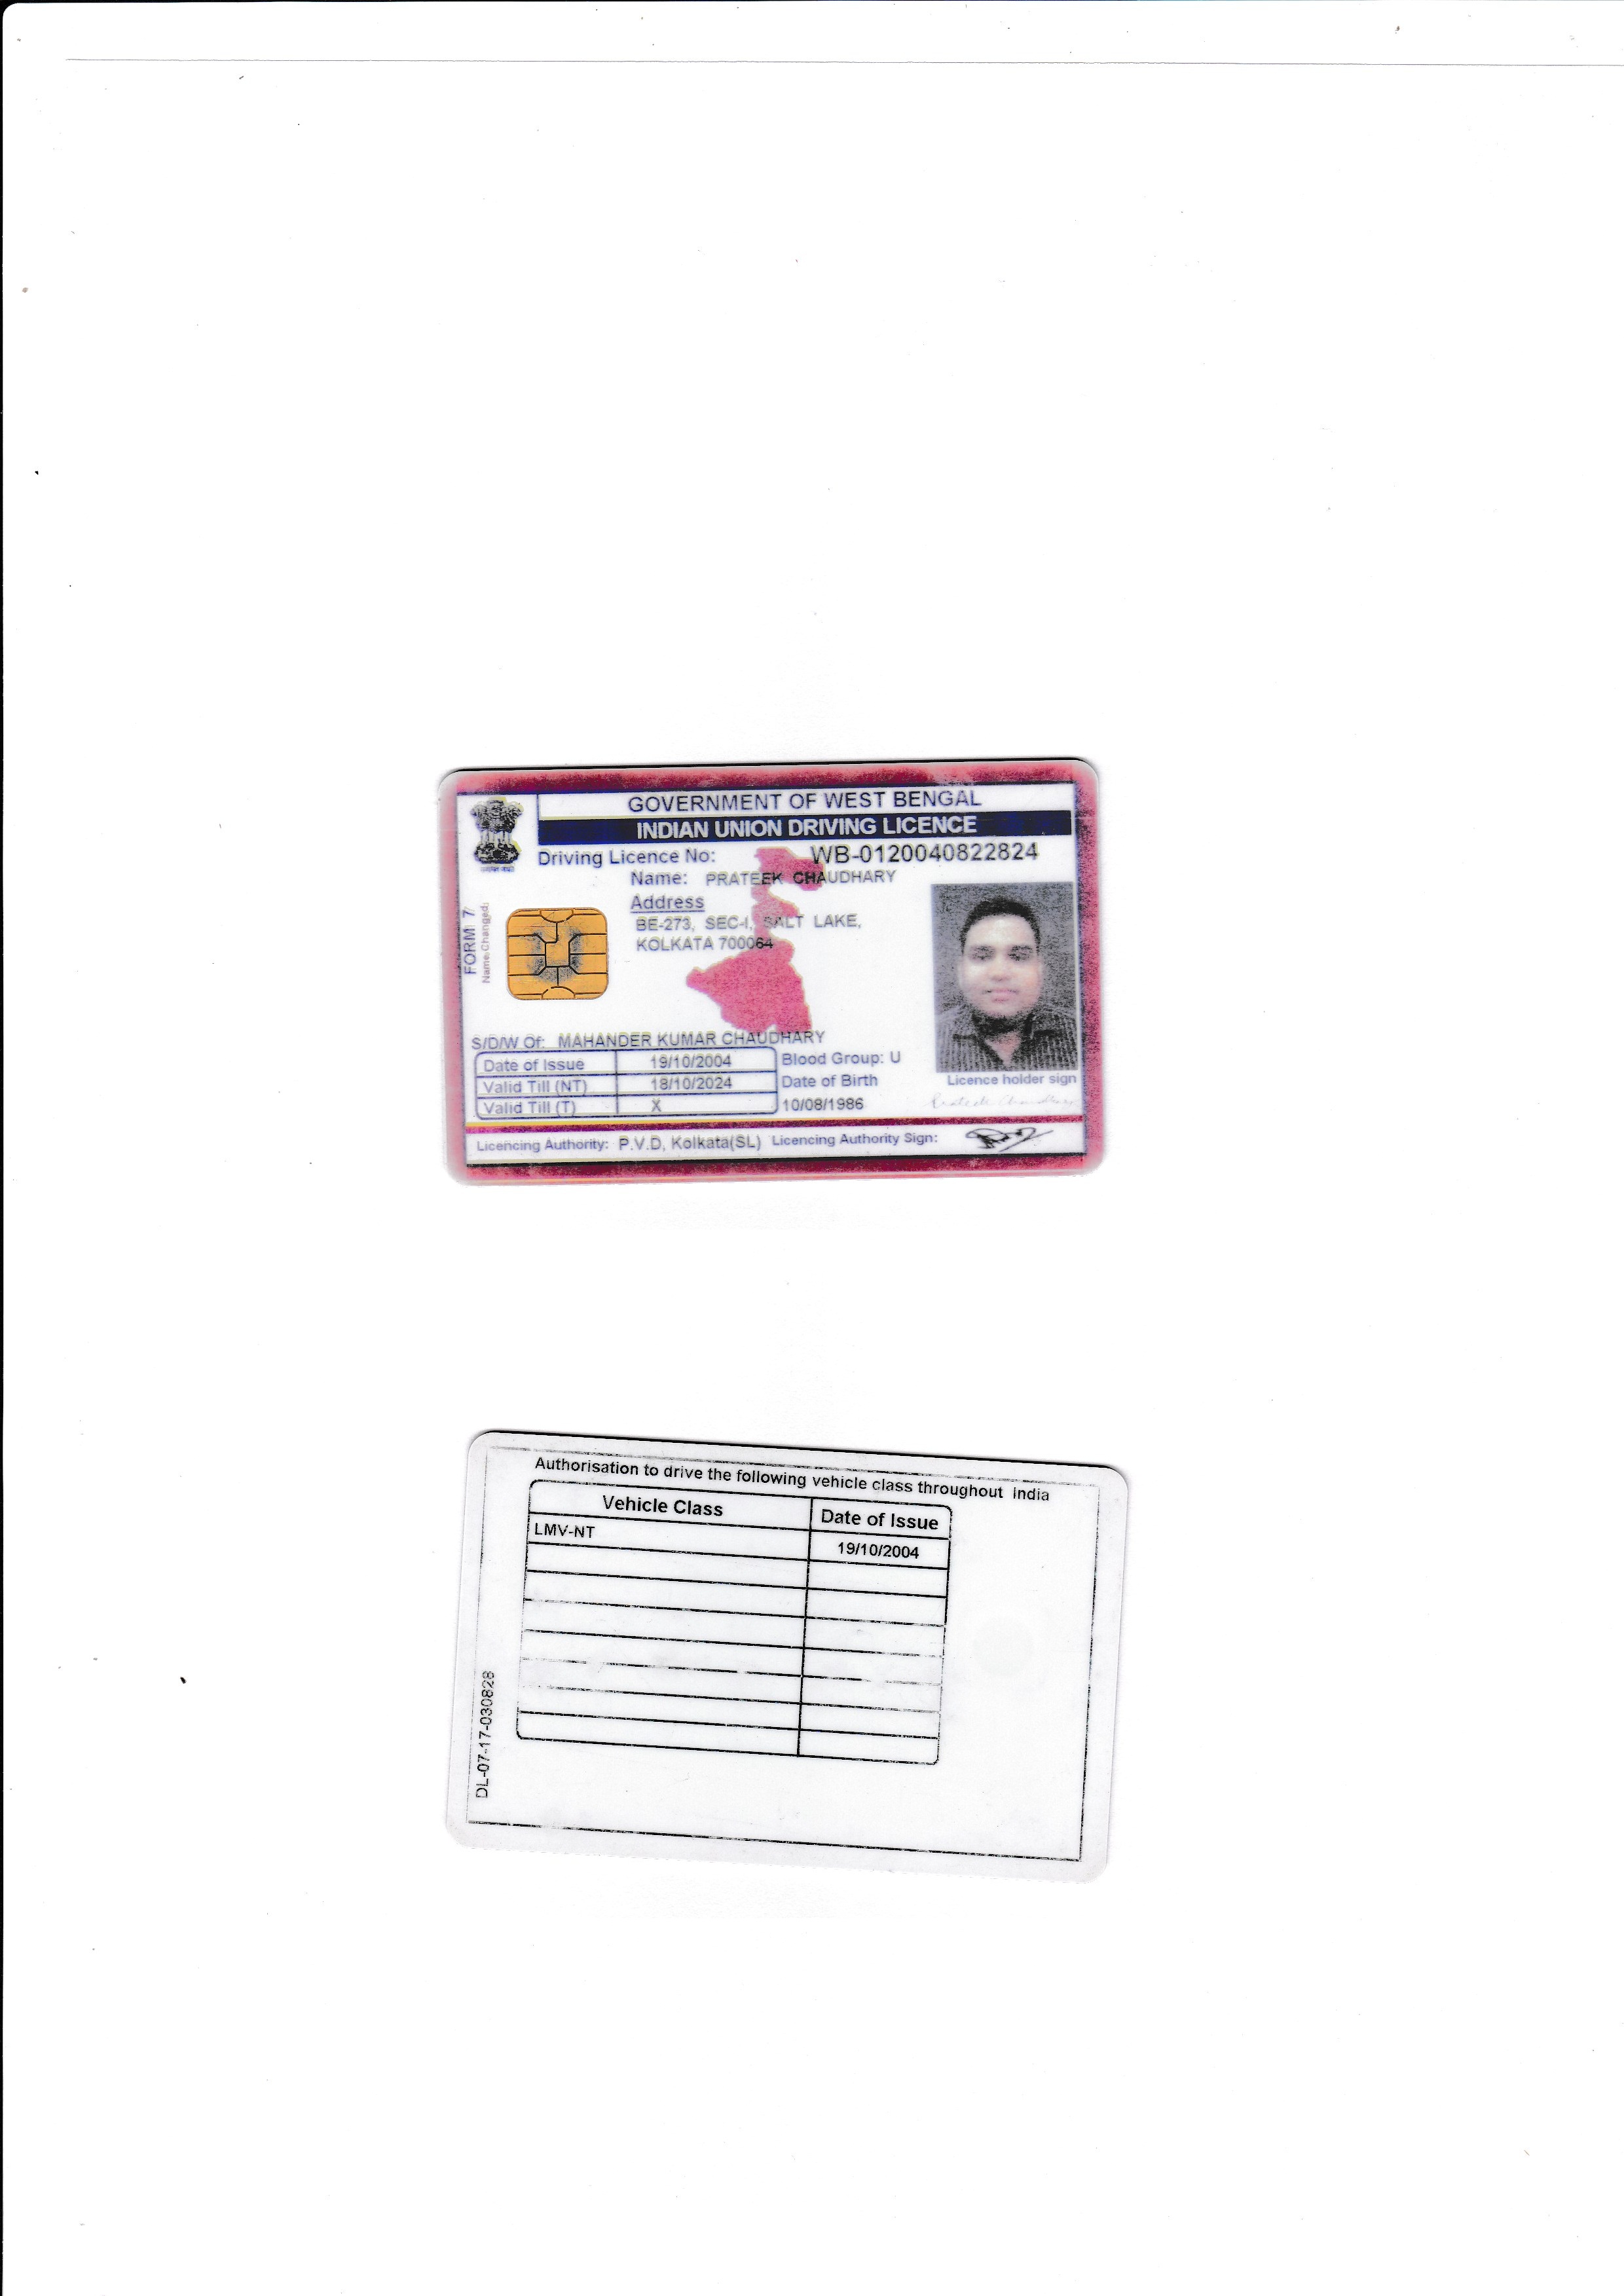 GOVERNMENT OF WEST BENGAL
INDIAN UNION DRIVING LICENCE
Driving Licence No: WB-0120040822824
Name: PRATEEK CHAUDHARY
Address
BE-273, SEC-I, SALT LAKE,
KOLKATA 700064
FORM 7
Name Changed:
S/D/W Of: MAHANDER KUMAR CHAUDHARY
Date of Issue 19/10/2004 Blood Group: U
Valid Till (NT) 18/10/2024 Date of Birth
Valid Till (T) X 10/08/1986
Licence holder sign
Prateek Chaudhary
Licencing Authority: P.V.D, Kolkata(SL) Licencing Authority Sign:
Authorisation to drive the following vehicle class throughout india
Vehicle Class Date of Issue
LMV-NT 19/10/2004
DL-07-17-030828